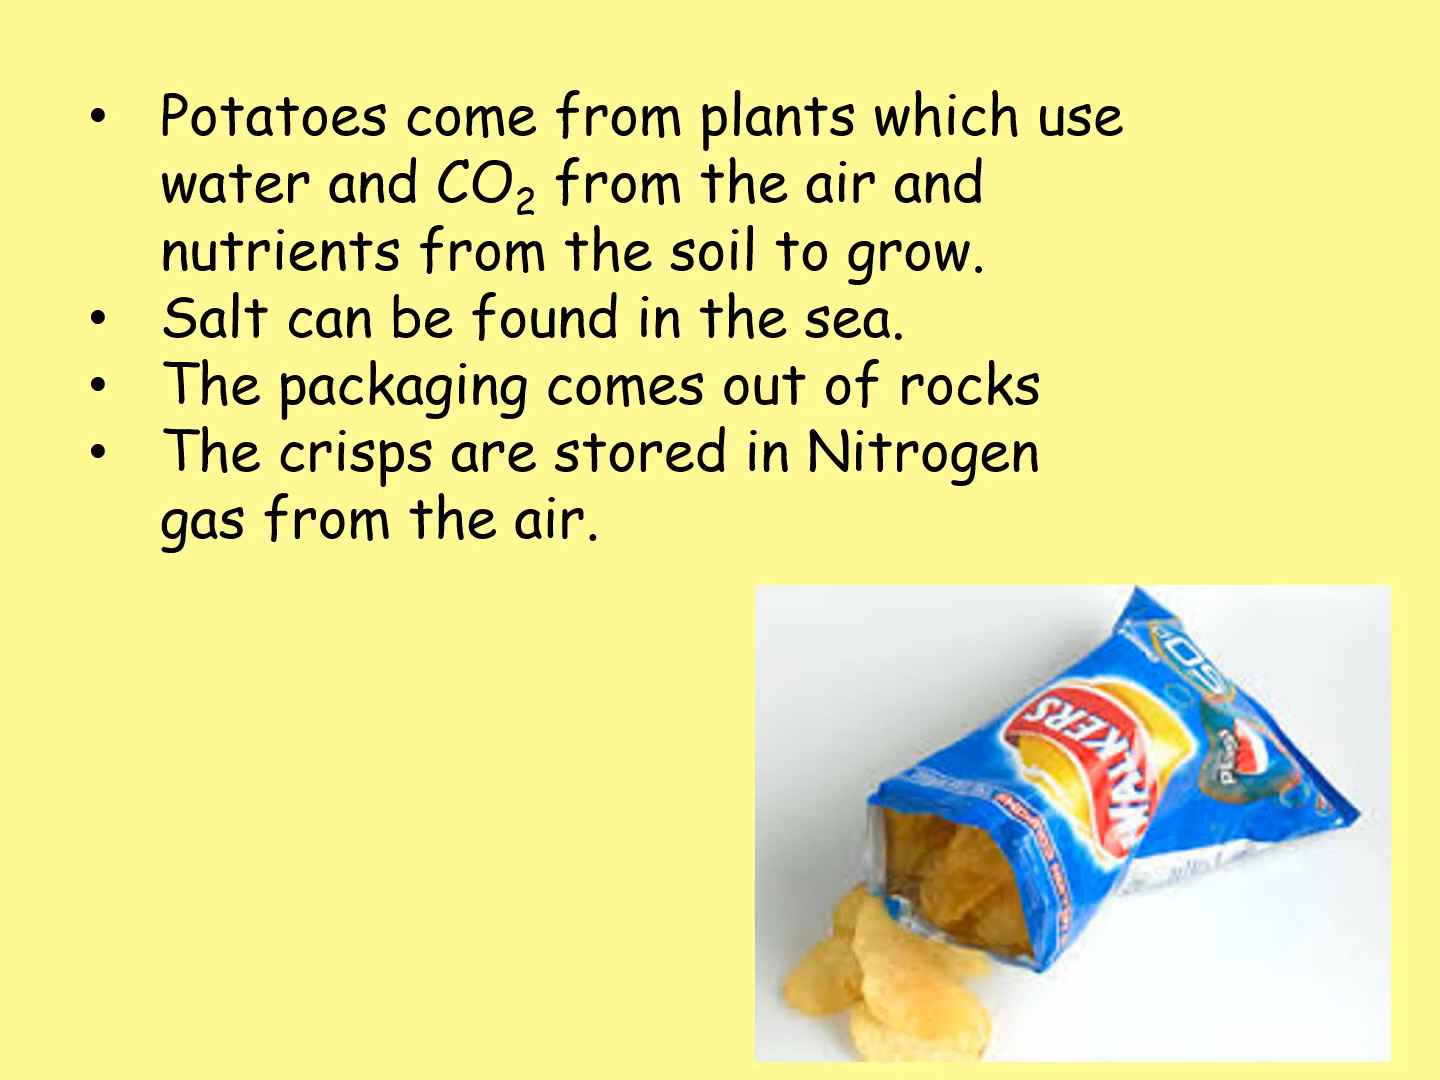 • Potatoes come from plants which use
water and CO₂ from the air and
nutrients from the soil to grow.
• Salt can be found in the sea.
• The packaging comes out of rocks
• The crisps are stored in Nitrogen
gas from the air.
WALKERS